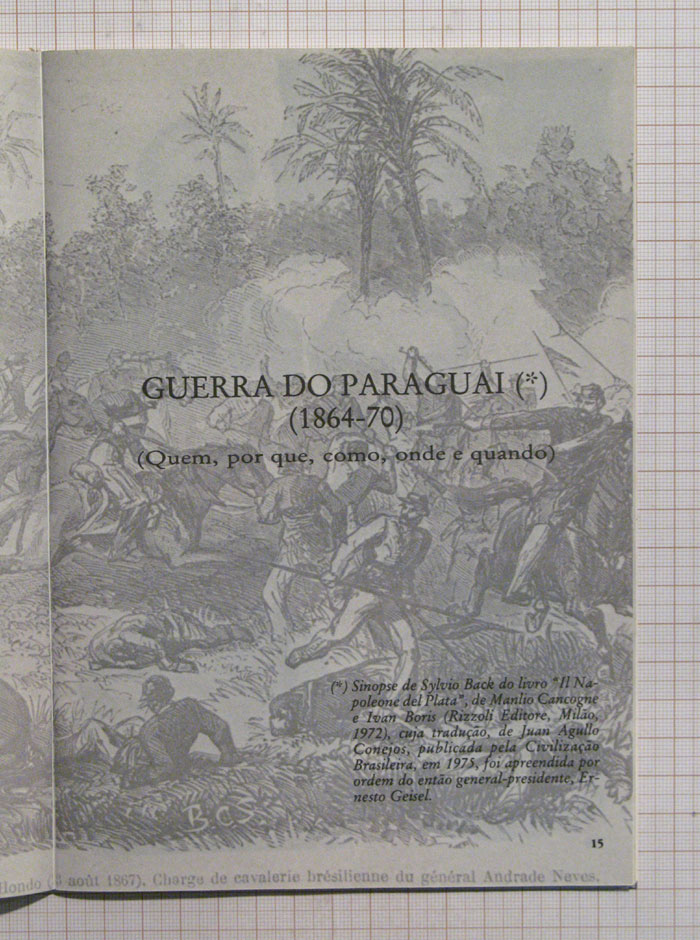 GUERRA DO PARAGUAI (*)
(1864-70)
(Quem, por que, como, onde e quando)
(*) Sinopse de Sylvio Back do livro "Il Na-
poleone del Plata", de Manlio Cancogne
e Ivan Boris (Rizzoli Editore, Milão,
1972), cuja tradução, de Juan Agullo
Conejos, publicada pela Civilização
Brasileira, em 1975, foi apreendida por
ordem do então general-presidente, Er-
nesto Geisel.
B.C.S.
15
Hondo (3 août 1867). Charge de cavalerie brésilienne du général Andrade Neves.